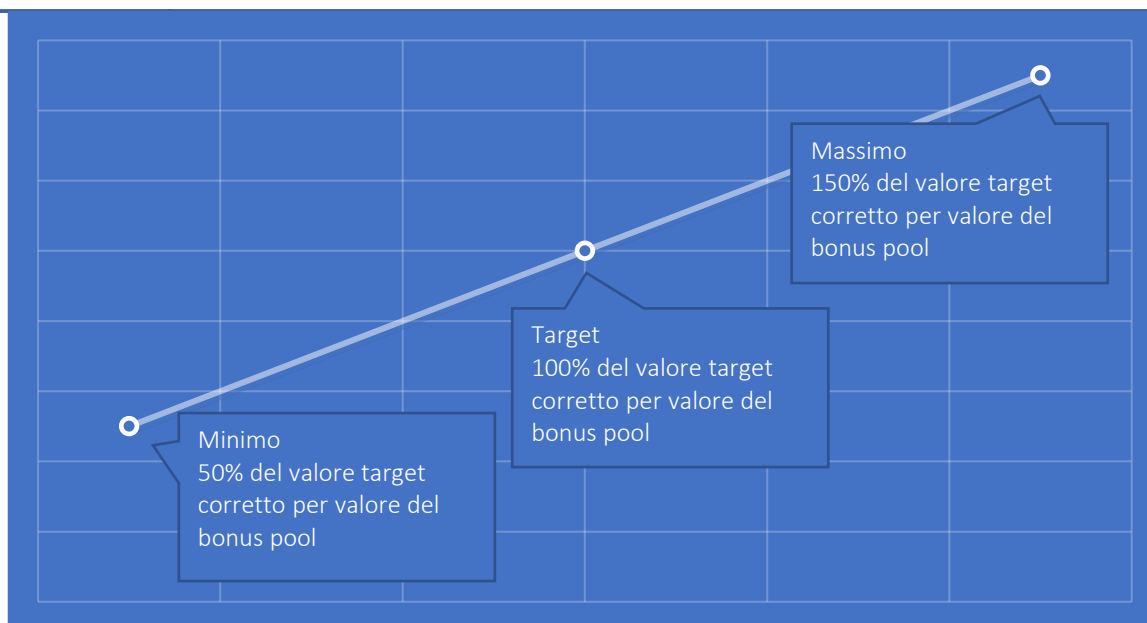 Massimo
150% del valore target
corretto per valore del
bonus pool
Target
100% del valore target
corretto per valore del
bonus pool
Minimo
50% del valore target
corretto per valore del
bonus pool